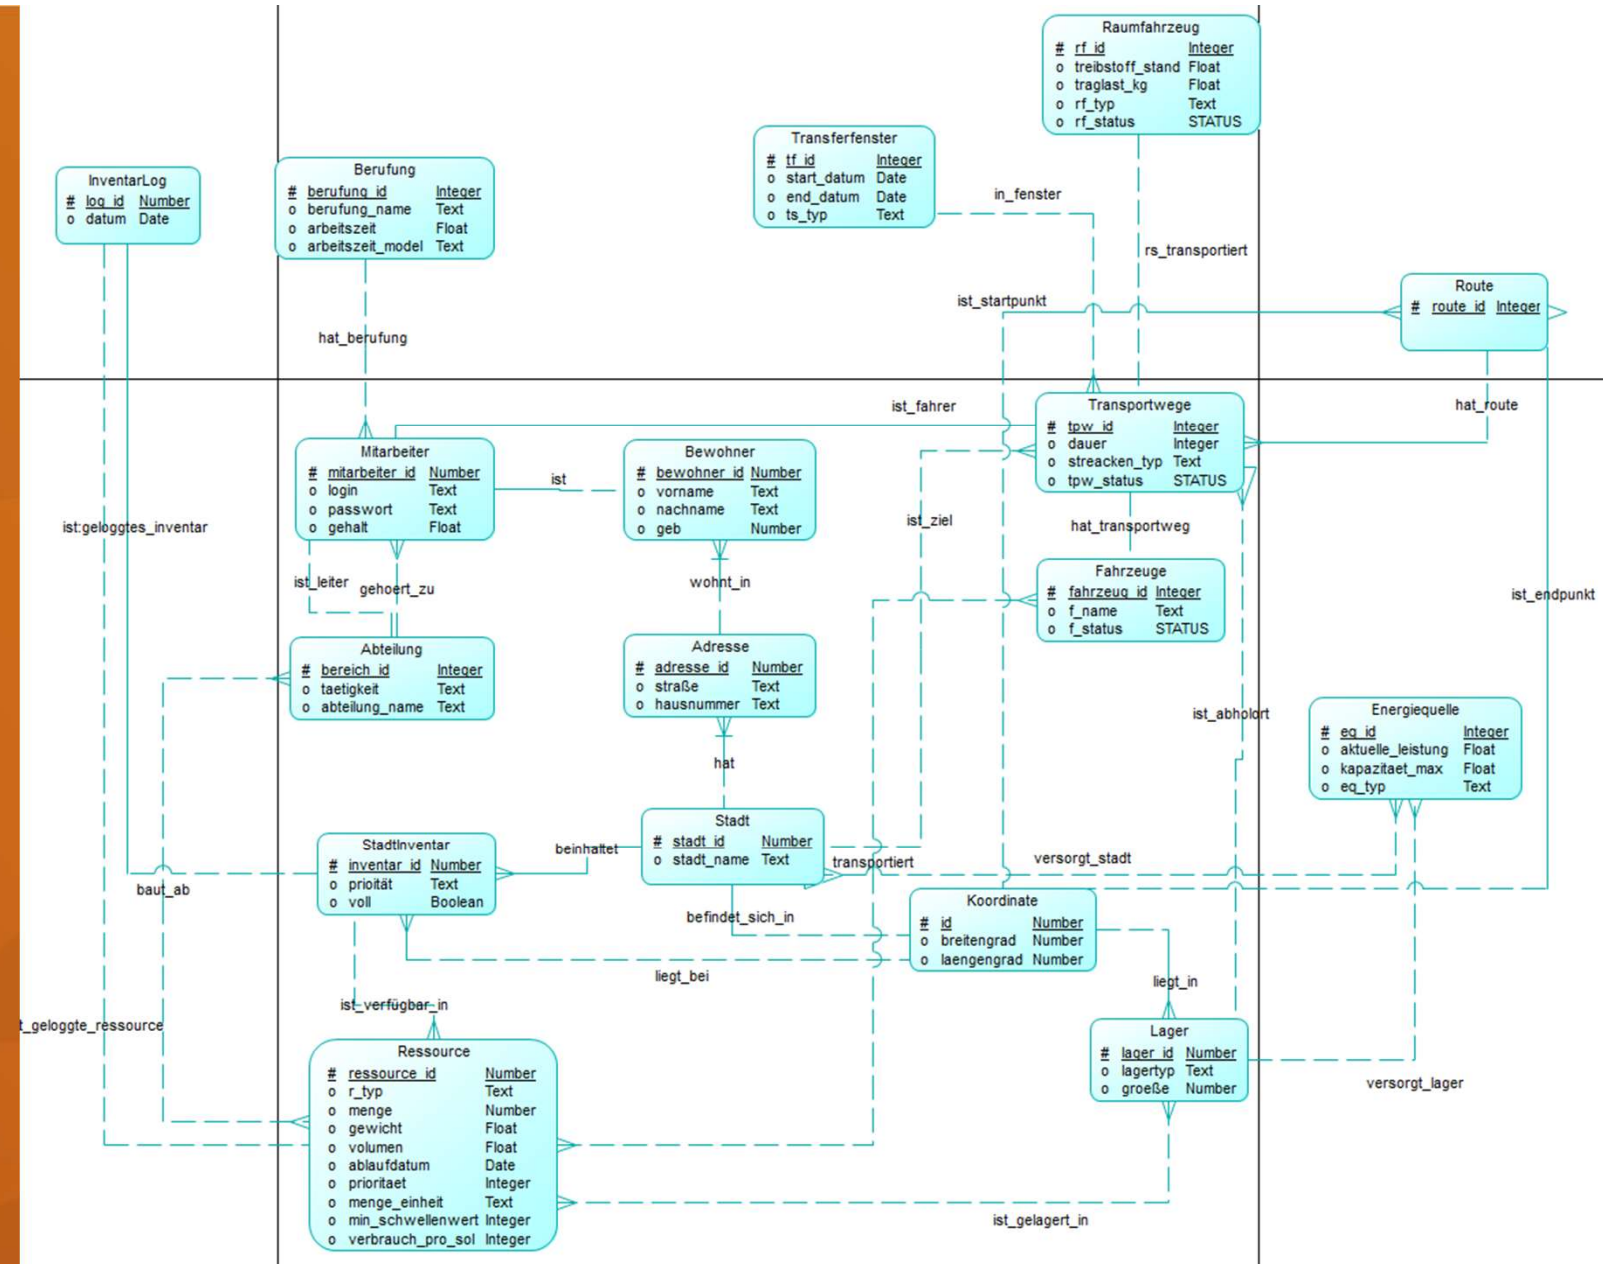 Raumfahrzeug
# rf_id Integer
o treibstoff_stand Float
o traglast_kg Float
o rf_typ Text
o rf_status STATUS
Transferfenster
# tf_id Integer
o start_datum Date
o end_datum Date
o ts_typ Text
InventarLog
# log_id Number
o datum Date
Berufung
# berufung_id Integer
o berufung_name Text
o arbeitszeit Float
o arbeitszeit_model Text
in_fenster
rs_transportiert
ist_startpunkt
Route
# route_id Integer
hat_berufung
ist_fahrer
hat_route
Transportwege
# tpw_id Integer
o dauer Integer
o streacken_typ Text
o tpw_status STATUS
Mitarbeiter
# mitarbeiter_id Number
o login Text
o passwort Text
o gehalt Float
ist
Bewohner
# bewohner_id Number
o vorname Text
o nachname Text
o geb Number
ist:geloggtes_inventar
ist_ziel
hat_transportweg
ist_leiter
gehoert_zu
wohnt_in
Fahrzeuge
# fahrzeug_id Integer
o f_name Text
o f_status STATUS
ist_endpunkt
Abteilung
# bereich_id Integer
o taetigkeit Text
o abteilung_name Text
Adresse
# adresse_id Number
o straße Text
o hausnummer Text
ist_abholort
Energiequelle
# eq_id Integer
o aktuelle_leistung Float
o kapazitaet_max Float
o eq_typ Text
hat
Stadt
# stadt_id Number
o stadt_name Text
StadtInventar
# inventar_id Number
o prioität Text
o voll Boolean
beinhaltet
transportiert
versorgt_stadt
baut_ab
befindet_sich_in
Koordinate
# id Number
o breitengrad Number
o laengengrad Number
liegt_bei
liegt_in
ist_verfügbar_in
t_geloggte_ressource
Lager
# lager_id Number
o lagertyp Text
o groeße Number
versorgt_lager
Ressource
# ressource_id Number
o r_typ Text
o menge Number
o gewicht Float
o volumen Float
o ablaufdatum Date
o prioritaet Integer
o menge_einheit Text
o min_schwellenwert Integer
o verbrauch_pro_sol Integer
ist_gelagert_in